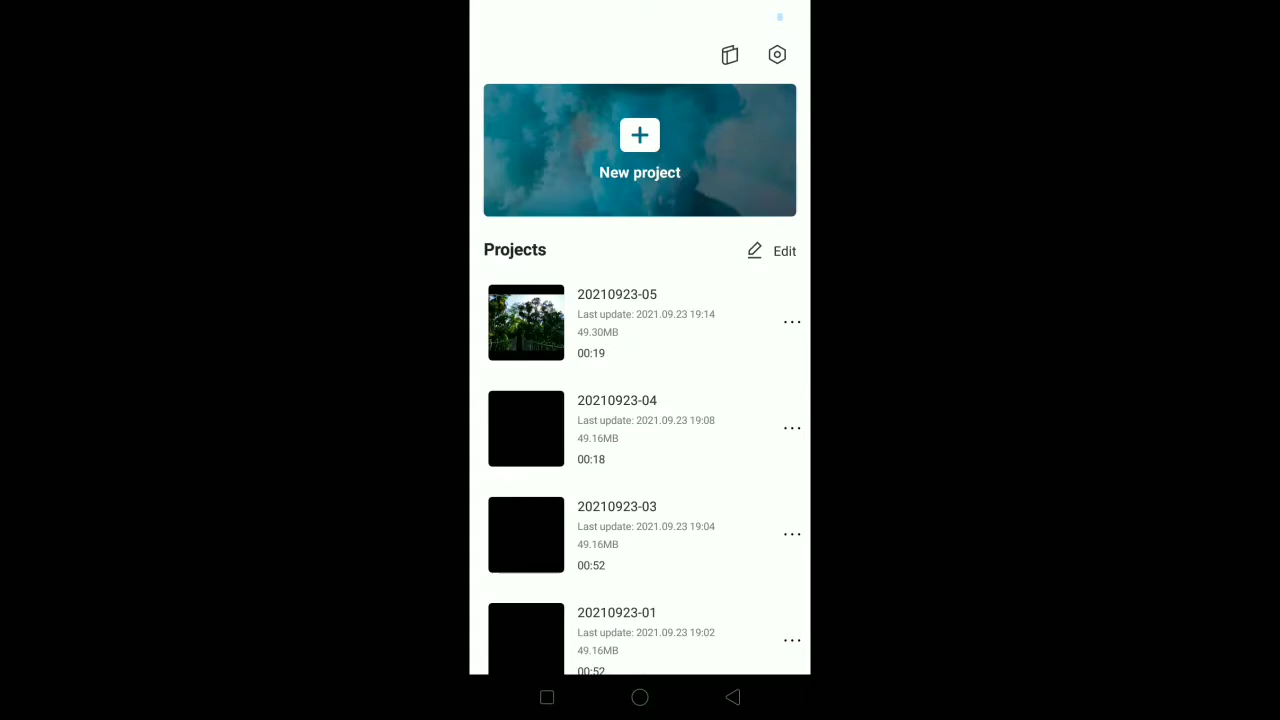 New project
Projects
Edit
20210923-05
Last update: 2021.09.23 19:14
49.30MB
00:19
20210923-04
Last update: 2021.09.23 19:08
49.16MB
00:18
20210923-03
Last update: 2021.09.23 19:04
49.16MB
00:52
20210923-01
Last update: 2021.09.23 19:02
49.16MB
00:52